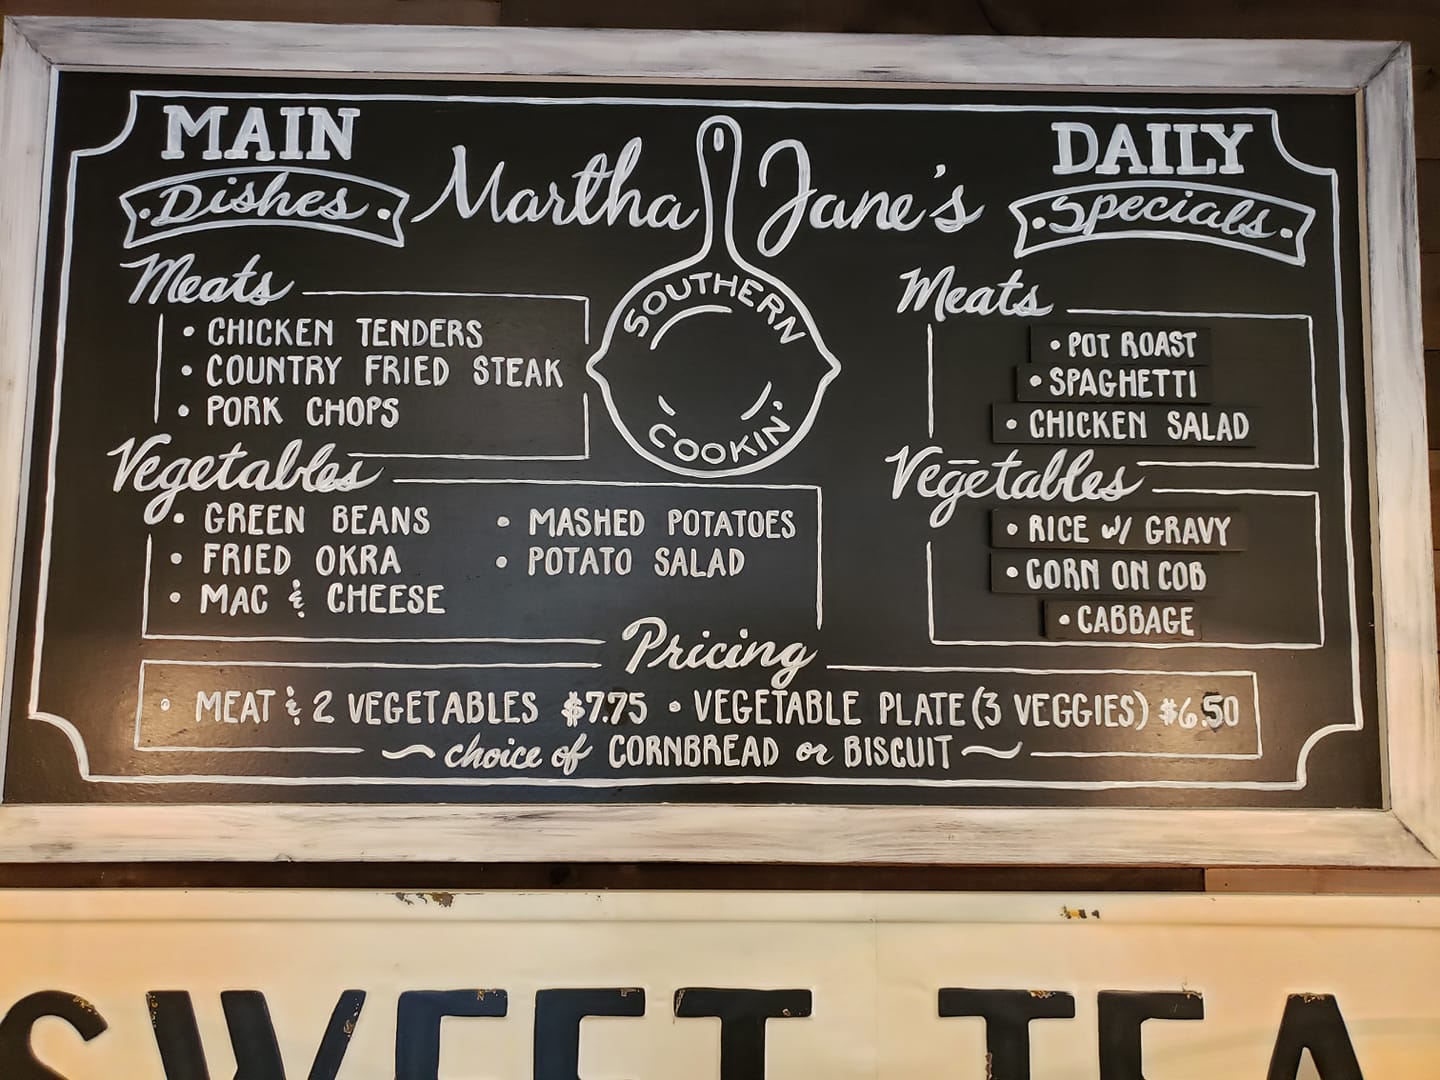 MAIN
Dishes
Martha Jane's
SOUTHERN
COOKIN'
Meats
• CHICKEN TENDERS
• COUNTRY FRIED STEAK
• PORK CHOPS
Vegetables
• GREEN BEANS
• FRIED OKRA
• MAC & CHEESE
• MASHED POTATOES
• POTATO SALAD
DAILY
• Specials •
Meats
• POT ROAST
• SPAGHETTI
• CHICKEN SALAD
Vegetables
• RICE w/ GRAVY
• CORN ON COB
• CABBAGE
Pricing
• MEAT & 2 VEGETABLES $7.75 • VEGETABLE PLATE (3 VEGGIES) $6.50
~ choice of CORNBREAD or BISCUIT ~
SWEET TEA